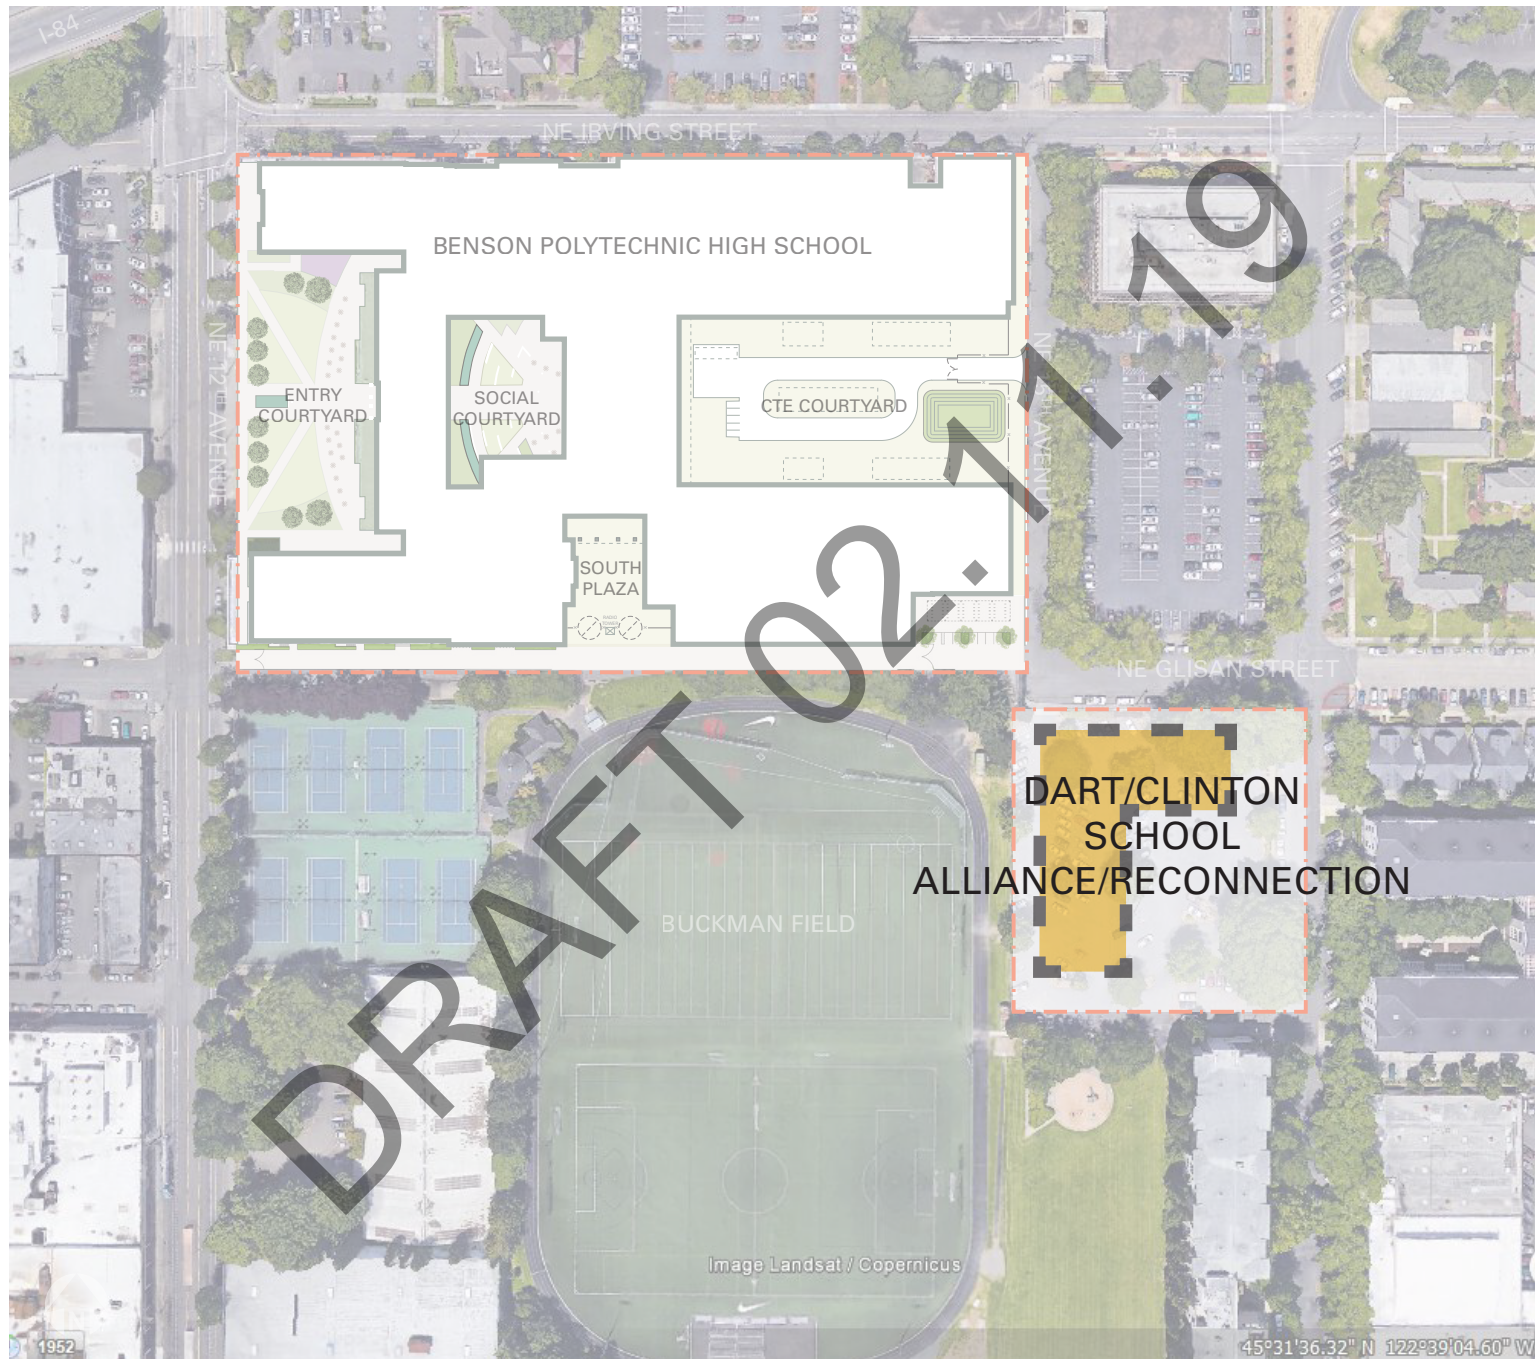 I-84
NE IRVING STREET
BENSON POLYTECHNIC HIGH SCHOOL
NE 12TH AVENUE
ENTRY
COURTYARD
SOCIAL
COURTYARD
CTE COURTYARD
AVENUE
SOUTH
PLAZA
NE GLISAN STREET
DRAFT 02.11.19
DART/CLINTON
SCHOOL
ALLIANCE/RECONNECTION
BUCKMAN FIELD
Image Landsat / Copernicus
1952
45°31'36.32" N 122°39'04.60" W